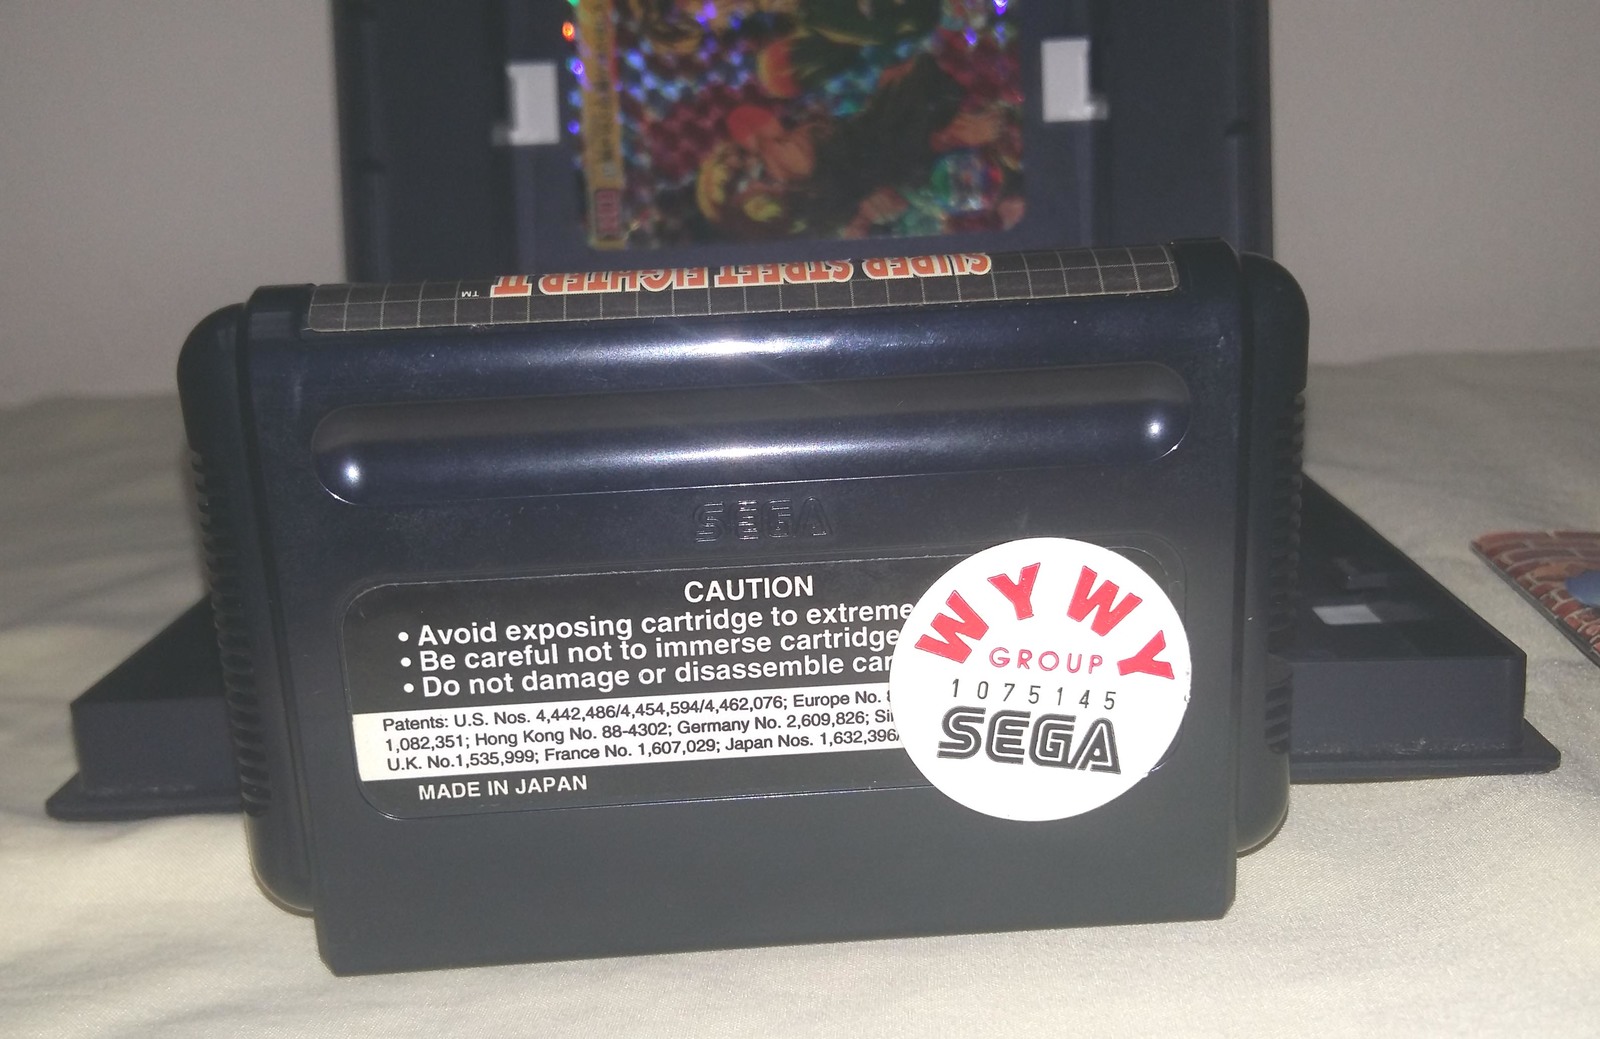 SUPER STREET FIGHTER II ™
SEGA
CAUTION
• Avoid exposing cartridge to extreme
• Be careful not to immerse cartridge
• Do not damage or disassemble
Patents: U.S. Nos. 4,442,486/4,454,594/4,462,076; Europe No.
1,082,351; Hong Kong No. 88-4302; Germany No. 2,609,826;
U.K. No.1,535,999; France No. 1,607,029; Japan Nos. 1,632,396/
MADE IN JAPAN
WYWY
GROUP
1075145
SEGA